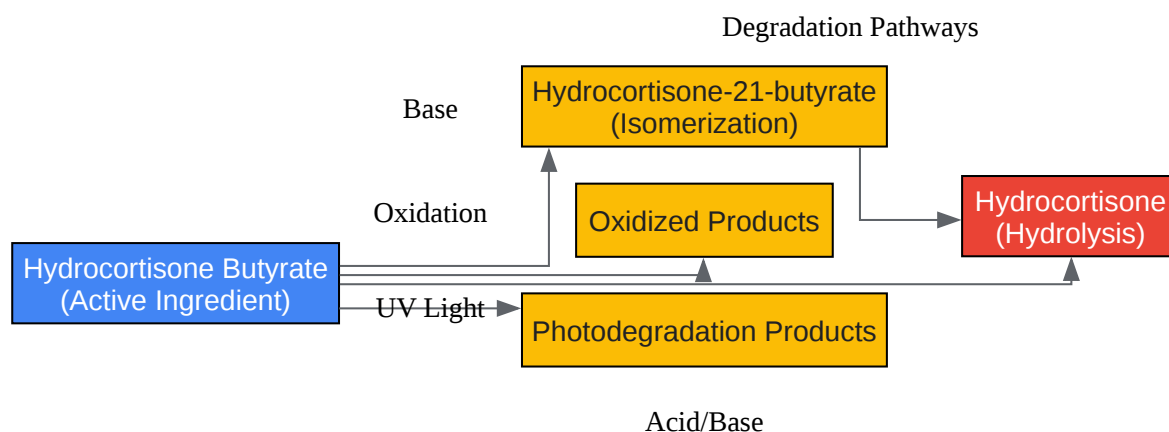 Degradation Pathways
Base
Hydrocortisone-21-butyrate
(Isomerization)
Oxidation
Oxidized Products
Hydrocortisone
(Hydrolysis)
Hydrocortisone Butyrate
(Active Ingredient)
UV Light
Photodegradation Products
Acid/Base